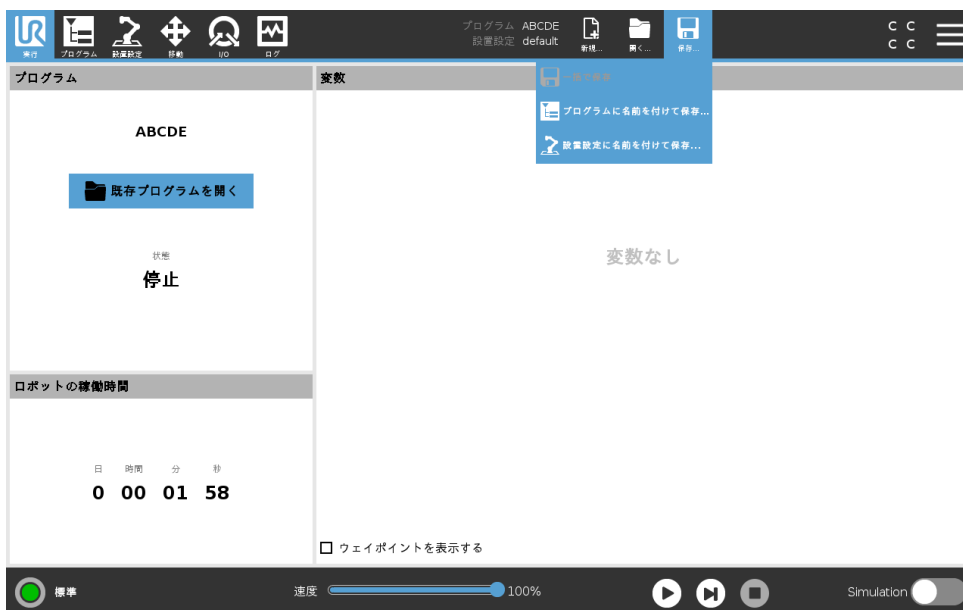 UR
実行
プログラム
設置設定
移動
I/O
ログ
プログラム ABCDE
設置設定 default
新規...
開く...
保存...
C C
C C
プログラム
ABCDE
既存プログラムを開く
状態
停止
ロボットの稼働時間
日 時間 分 秒
0 00 01 58
変数
プログラムに名前を付けて保存...
設置設定に名前を付けて保存...
変数なし
ウェイポイントを表示する
標準
速度 100%
Simulation